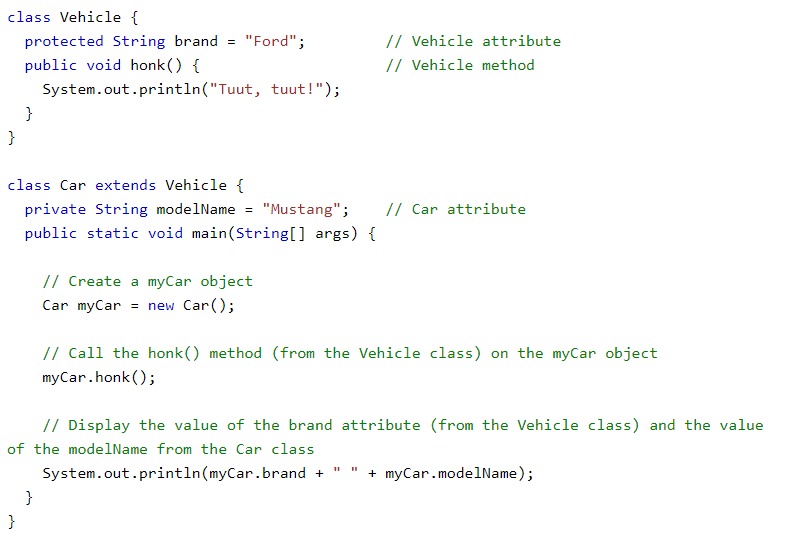 class Vehicle {
  protected String brand = "Ford";         // Vehicle attribute
  public void honk() {                     // Vehicle method
    System.out.println("Tuut, tuut!");
  }
}

class Car extends Vehicle {
  private String modelName = "Mustang";    // Car attribute
  public static void main(String[] args) {

    // Create a myCar object
    Car myCar = new Car();

    // Call the honk() method (from the Vehicle class) on the myCar object
    myCar.honk();

    // Display the value of the brand attribute (from the Vehicle class) and the value
of the modelName from the Car class
    System.out.println(myCar.brand + " " + myCar.modelName);
  }
}